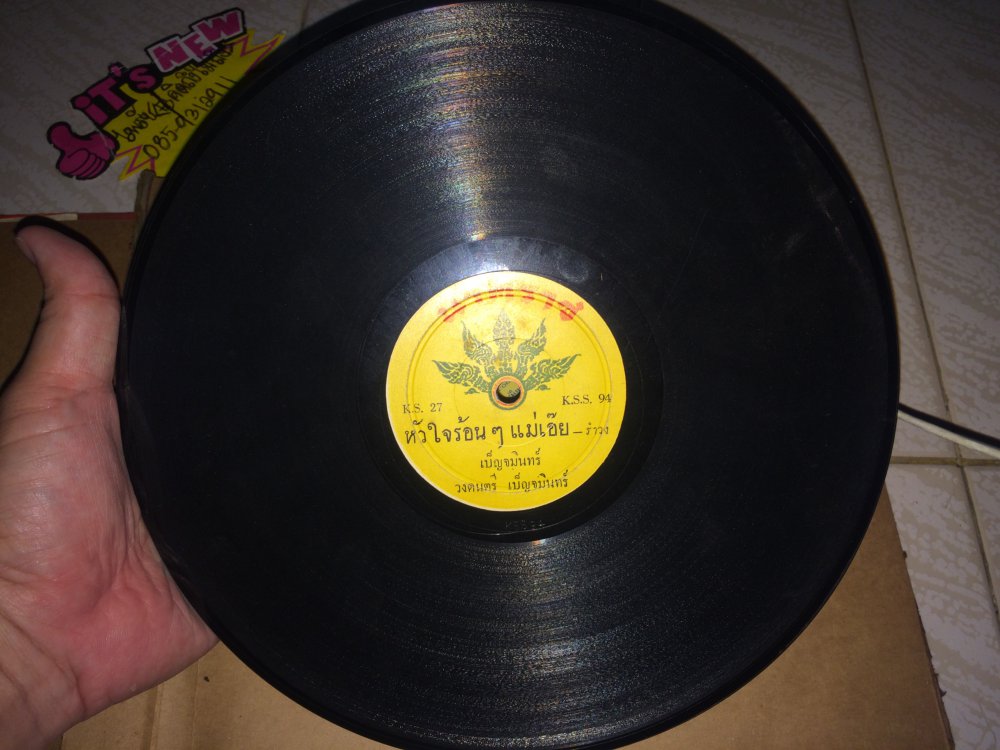 iT'S NEW
085-9312911
K.S. 27
K.S.S. 94
หัวใจร้อน ๆ แม่เอ๊ย – รำวง
เบ็ญจมินทร์
วงดนตรี เบ็ญจมินทร์